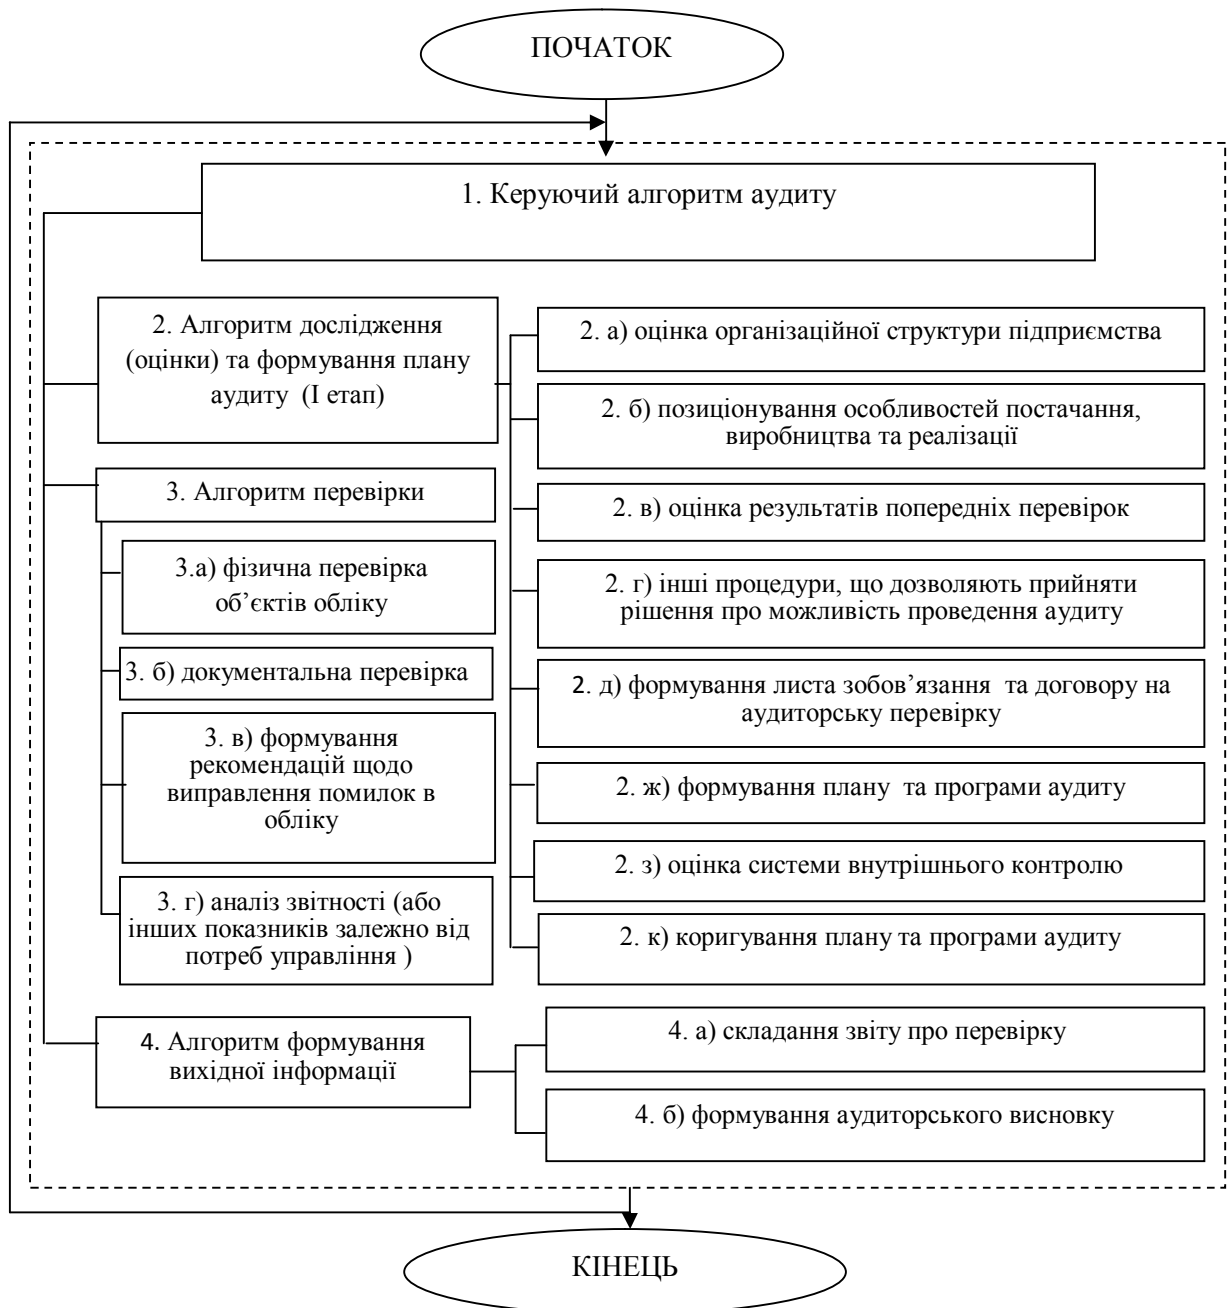 ПОЧАТОК
1. Керуючий алгоритм аудиту
2. Алгоритм дослідження
(оцінки) та формування плану
аудиту (I етап)
2. а) оцінка організаційної структури підприємства
2. б) позиціонування особливостей постачання,
виробництва та реалізації
2. в) оцінка результатів попередніх перевірок
2. г) інші процедури, що дозволяють прийняти
рішення про можливість проведення аудиту
2. д) формування листа зобов’язання та договору на
аудиторську перевірку
2. ж) формування плану та програми аудиту
2. з) оцінка системи внутрішнього контролю
2. к) коригування плану та програми аудиту
3. Алгоритм перевірки
3.а) фізична перевірка
об’єктів обліку
3. б) документальна перевірка
3. в) формування
рекомендацій щодо
виправлення помилок в
обліку
3. г) аналіз звітності (або
інших показників залежно від
потреб управління )
4. Алгоритм формування
вихідної інформації
4. а) складання звіту про перевірку
4. б) формування аудиторського висновку
КІНЕЦЬ